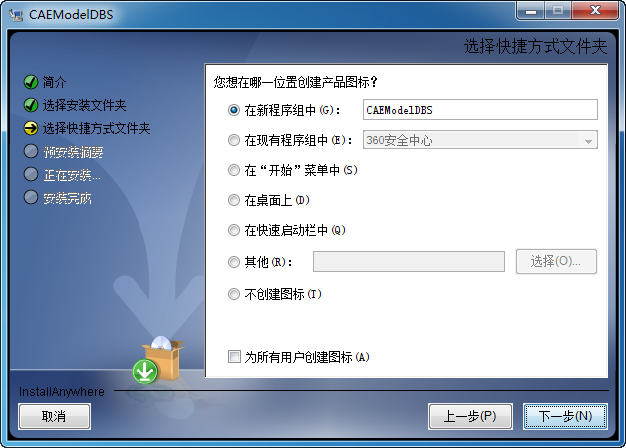 CAEModelDBS
选择快捷方式文件夹
简介
选择安装文件夹
选择快捷方式文件夹
预安装摘要
正在安装...
安装完成
您想在哪一位置创建产品图标？
在新程序组中(G)： CAEModelDBS
在现有程序组中(E)： 360安全中心
在“开始”菜单中(S)
在桌面上(D)
在快速启动栏中(Q)
其他(R)： 选择(O)...
不创建图标(T)
为所有用户创建图标(A)
InstallAnywhere
取消 上一步(P) 下一步(N)